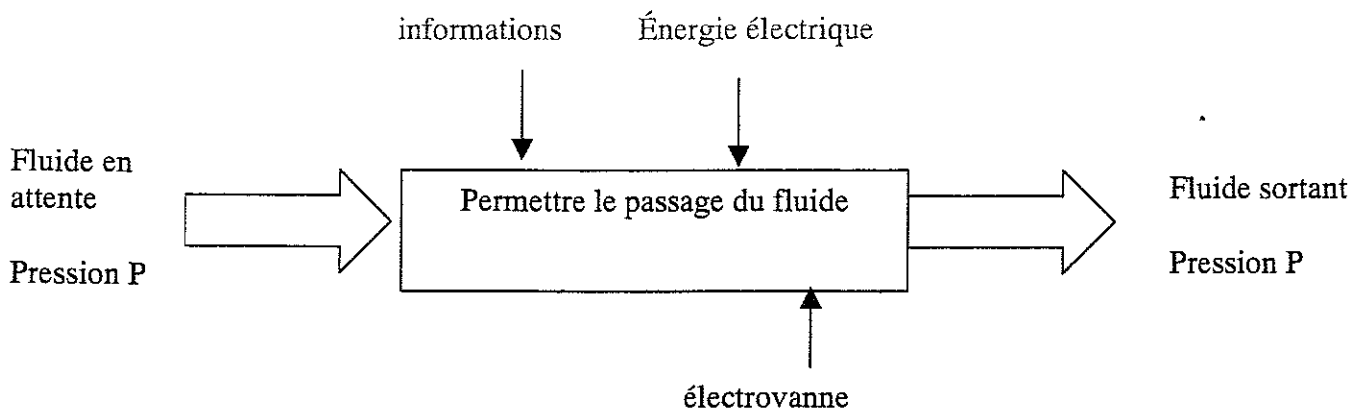 informations
Énergie électrique
Fluide en
attente
Pression P
Permettre le passage du fluide
Fluide sortant
Pression P
électrovanne